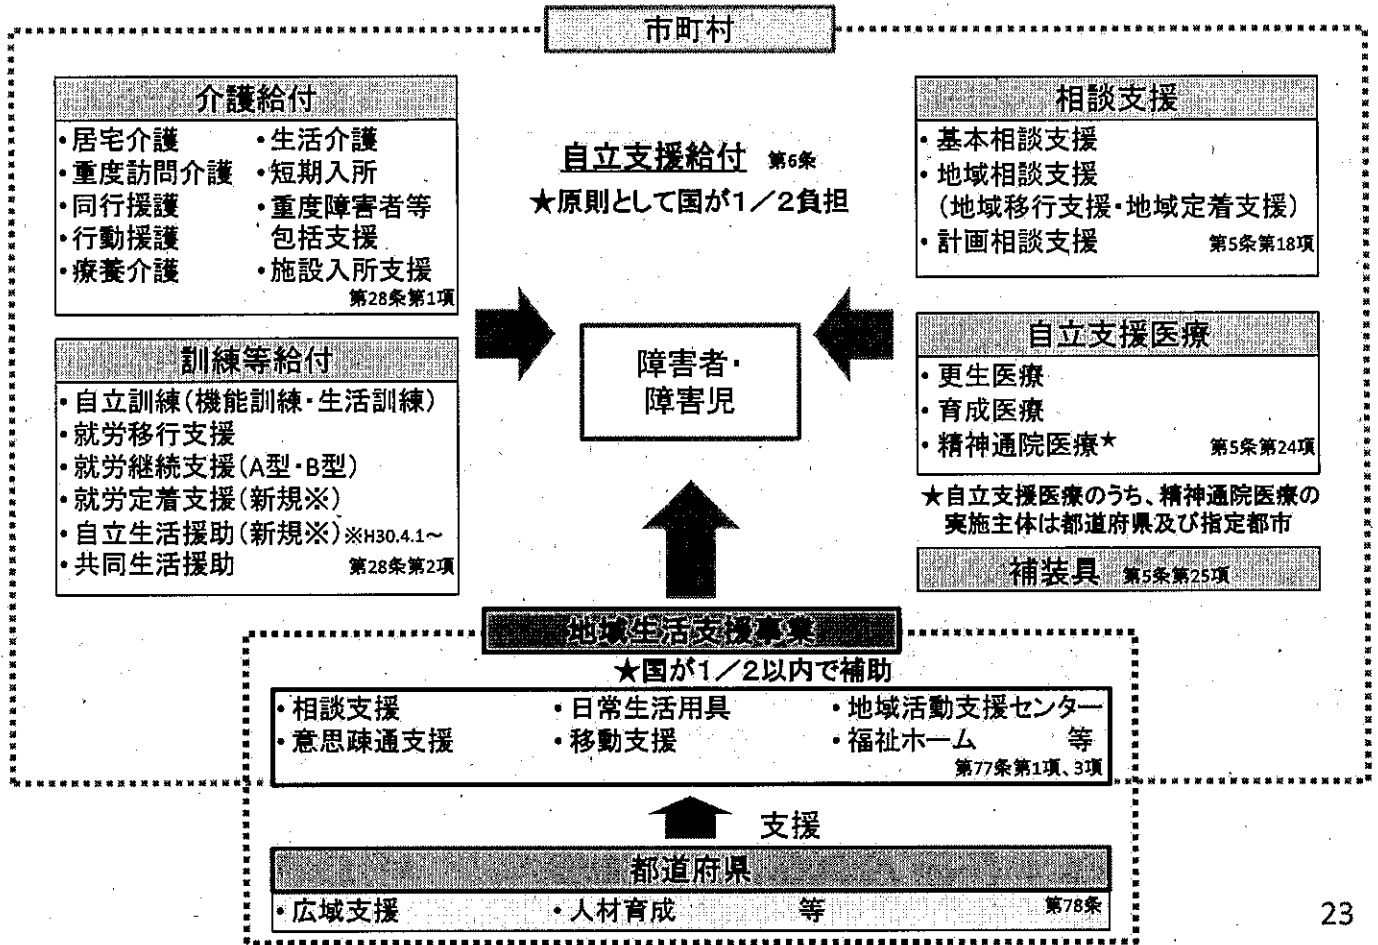 市町村
介護給付
・居宅介護 ・生活介護
・重度訪問介護 ・短期入所
・同行援護 ・重度障害者等
・行動援護 包括支援
・療養介護 ・施設入所支援
第28条第1項
訓練等給付
・自立訓練(機能訓練・生活訓練)
・就労移行支援
・就労継続支援(A型・B型)
・就労定着支援(新規※)
・自立生活援助(新規※)※H30.4.1~
・共同生活援助 第28条第2項
自立支援給付 第6条
★原則として国が1/2負担
障害者・
障害児
相談支援
・基本相談支援
・地域相談支援
(地域移行支援・地域定着支援)
・計画相談支援 第5条第18項
自立支援医療
・更生医療
・育成医療
・精神通院医療★ 第5条第24項
★自立支援医療のうち、精神通院医療の
実施主体は都道府県及び指定都市
補装具 第5条第25項
地域生活支援事業
★国が1/2以内で補助
・相談支援 ・日常生活用具 ・地域活動支援センター
・意思疎通支援 ・移動支援 ・福祉ホーム 等
第77条第1項、3項
支援
都道府県
・広域支援 ・人材育成 等 第78条
23